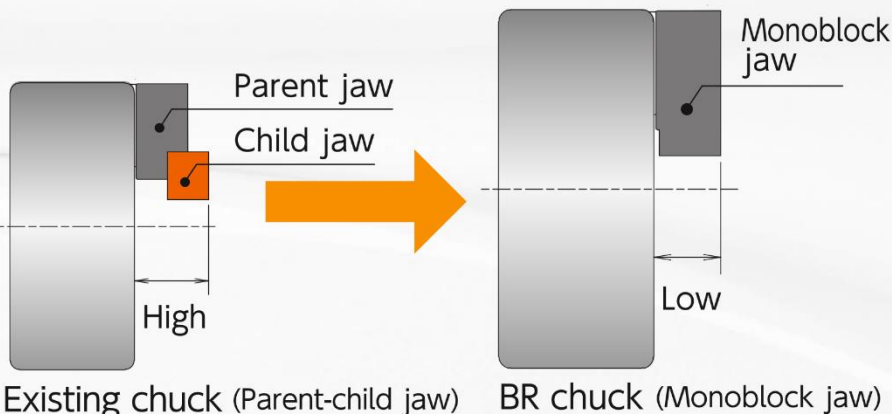 Parent jaw
Child jaw
High
Existing chuck (Parent-child jaw)
Monoblock
jaw
Low
BR chuck (Monoblock jaw)